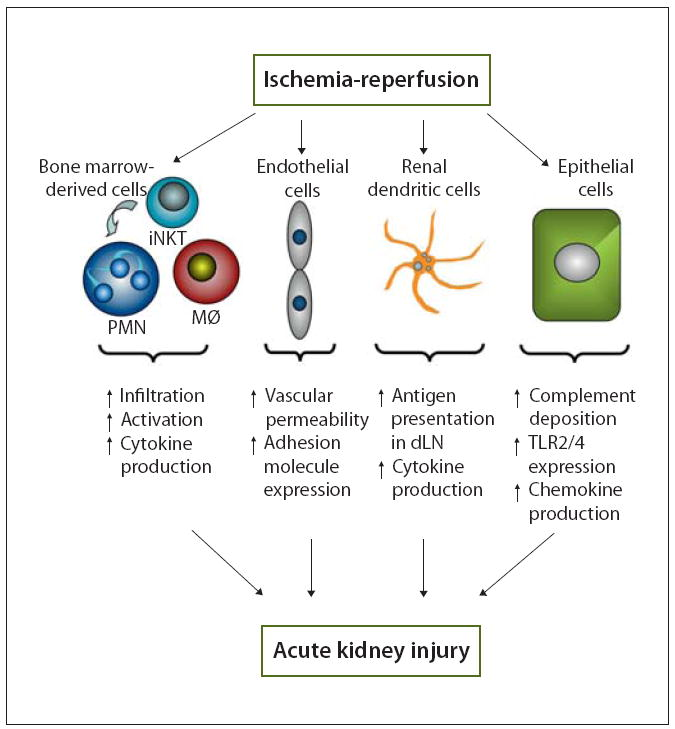 Ischemia-reperfusion
Bone marrow-
derived cells
iNKT
PMN
MØ
↑ Infiltration
↑ Activation
↑ Cytokine
production
Endothelial
cells
↑ Vascular
permeability
↑ Adhesion
molecule
expression
Renal
dendritic cells
↑ Antigen
presentation
in dLN
↑ Cytokine
production
Epithelial
cells
↑ Complement
deposition
↑ TLR2/4
expression
↑ Chemokine
production
Acute kidney injury